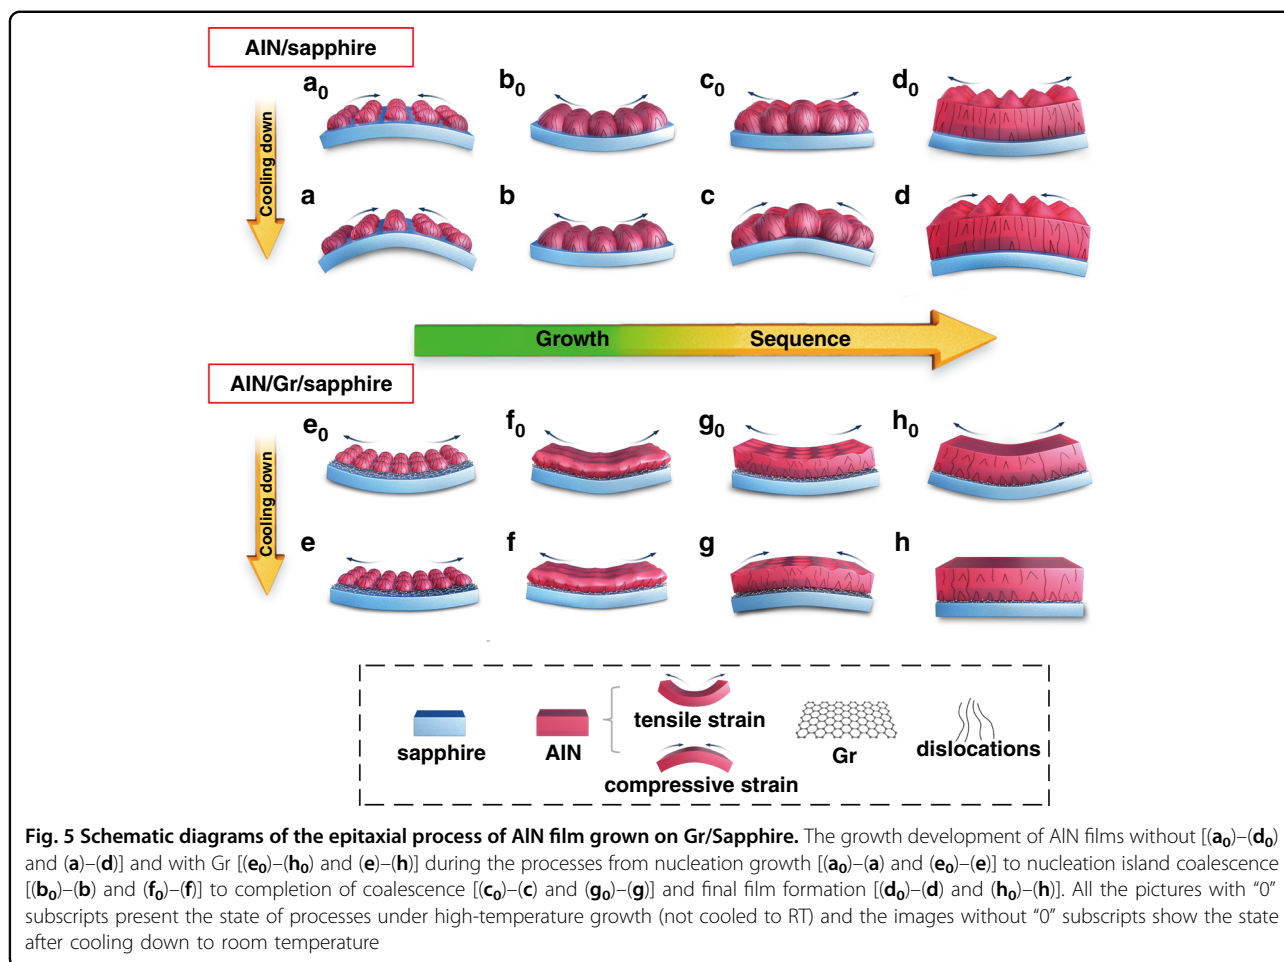 AlN/sapphire
a0
b0
c0
d0
Cooling down
a
b
c
d
Growth Sequence
AlN/Gr/sapphire
e0
f0
g0
h0
Cooling down
e
f
g
h
tensile strain
sapphire
AlN
compressive strain
Gr
dislocations
Fig. 5 Schematic diagrams of the epitaxial process of AlN film grown on Gr/Sapphire. The growth development of AlN films without [(a0)–(d0)
and (a)–(d)] and with Gr [(e0)–(h0) and (e)–(h)] during the processes from nucleation growth [(a0)–(a) and (e0)–(e)] to nucleation island coalescence
[(b0)–(b) and (f0)–(f)] to completion of coalescence [(c0)–(c) and (g0)–(g)] and final film formation [(d0)–(d) and (h0)–(h)]. All the pictures with “0”
subscripts present the state of processes under high-temperature growth (not cooled to RT) and the images without “0” subscripts show the state
after cooling down to room temperature